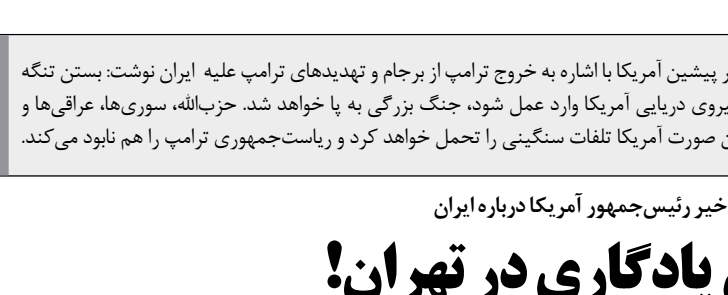 پیشین آمریکا با اشاره به خروج ترامپ از برجام و تهدیدهای ترامپ علیه ایران نوشت: بستن تنگه
نیروی دریایی آمریکا وارد عمل شود، جنگ بزرگی به پا خواهد شد. حزب‌الله، سوری‌ها، عراقی‌ها و
صورت آمریکا تلفات سنگینی را تحمل خواهد کرد و ریاست‌جمهوری ترامپ را هم نابود می‌کند.
خیر رئیس‌جمهور آمریکا درباره ایران
یادگاری در تهران!